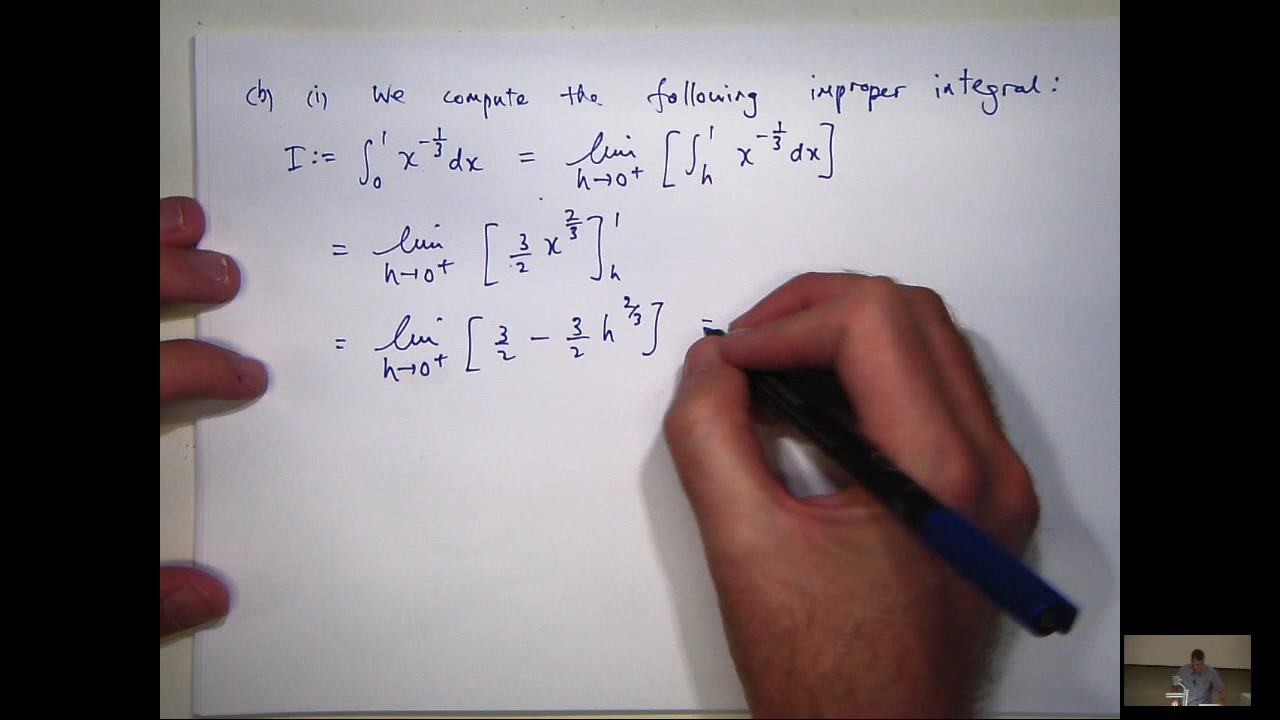 (b) (i) We compute the following improper integral:
I := ∫₀¹ x^{-1/3} dx = lim_{h→0⁺} [∫ₕ¹ x^{-1/3} dx]
= lim_{h→0⁺} [3/2 x^{2/3}]ₕ¹
= lim_{h→0⁺} [3/2 - 3/2 h^{2/3}] =